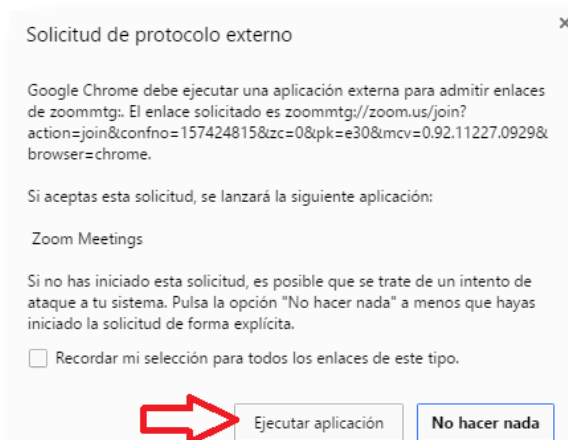 Solicitud de protocolo externo
Google Chrome debe ejecutar una aplicación externa para admitir enlaces
de zoommtg:. El enlace solicitado es zoommtg://zoom.us/join?
action=join&confno=157424815&zc=0&pk=e30&mcv=0.92.11227.0929&
browser=chrome.
Si aceptas esta solicitud, se lanzará la siguiente aplicación:
Zoom Meetings
Si no has iniciado esta solicitud, es posible que se trate de un intento de
ataque a tu sistema. Pulsa la opción "No hacer nada" a menos que hayas
iniciado la solicitud de forma explícita.
Recordar mi selección para todos los enlaces de este tipo.
Ejecutar aplicación No hacer nada